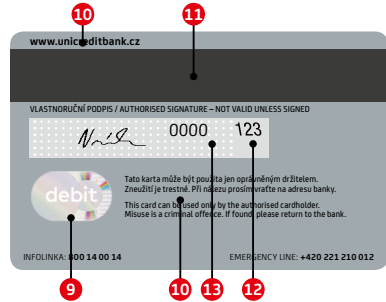 10
11
www.unicreditbank.cz
VLASTNORUČNÍ PODPIS / AUTHORISED SIGNATURE – NOT VALID UNLESS SIGNED
0000 123
debit
Tato karta může být použita jen oprávněným držitelem.
Zneužití je trestné. Při nálezu prosím vraťte na adresu banky.
This card can be used only by the authorised cardholder.
Misuse is a criminal offence. If found, please return to the bank.
INFOLINKA: 800 14 00 14
EMERGENCY LINE: +420 221 210 012
9
10
13
12